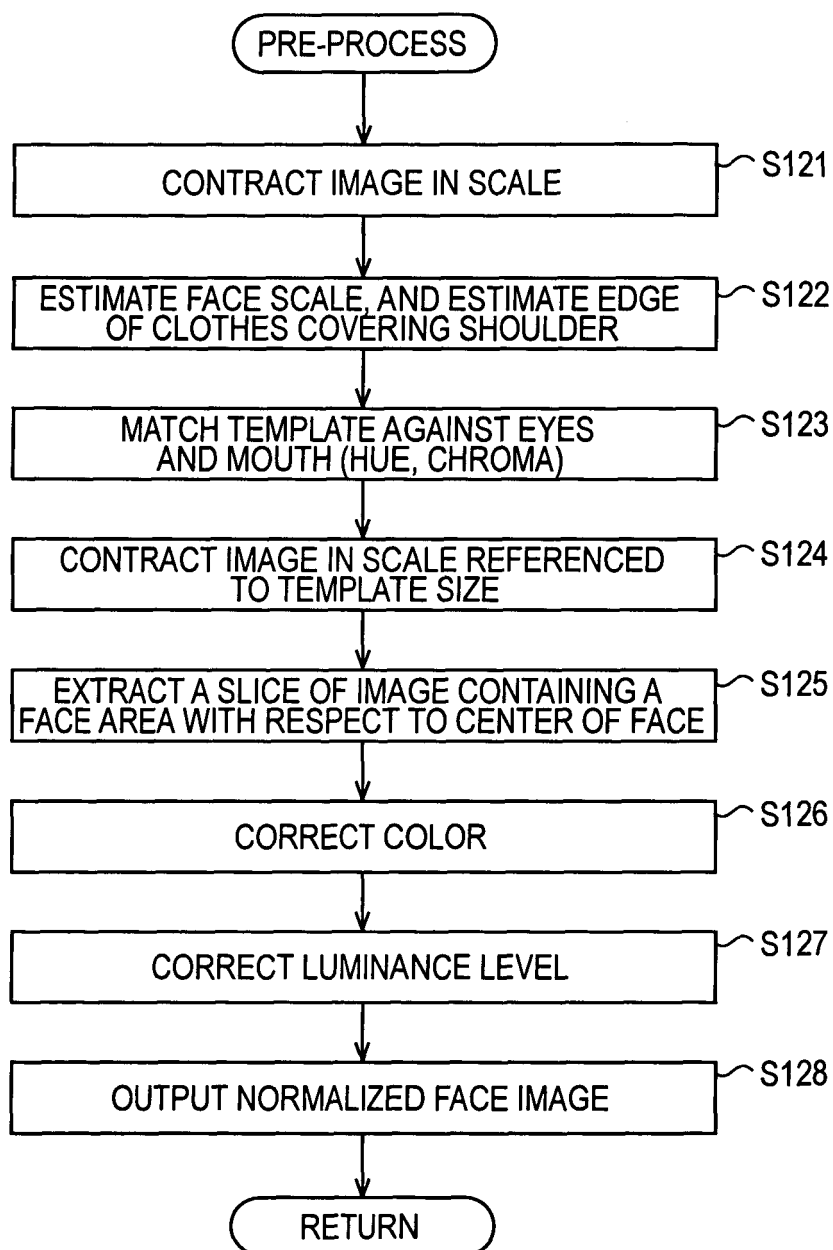 PRE-PROCESS
CONTRACT IMAGE IN SCALE
S121
ESTIMATE FACE SCALE, AND ESTIMATE EDGE
OF CLOTHES COVERING SHOULDER
S122
MATCH TEMPLATE AGAINST EYES
AND MOUTH (HUE, CHROMA)
S123
CONTRACT IMAGE IN SCALE REFERENCED
TO TEMPLATE SIZE
S124
EXTRACT A SLICE OF IMAGE CONTAINING A
FACE AREA WITH RESPECT TO CENTER OF FACE
S125
CORRECT COLOR
S126
CORRECT LUMINANCE LEVEL
S127
OUTPUT NORMALIZED FACE IMAGE
S128
RETURN